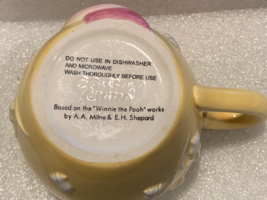 DO NOT USE IN DISHWASHER
AND MICROWAVE
WASH THOROUGHLY BEFORE USE
Based on the "Winnie the Pooh" works
by A.A. Milne & E.H. Shepard